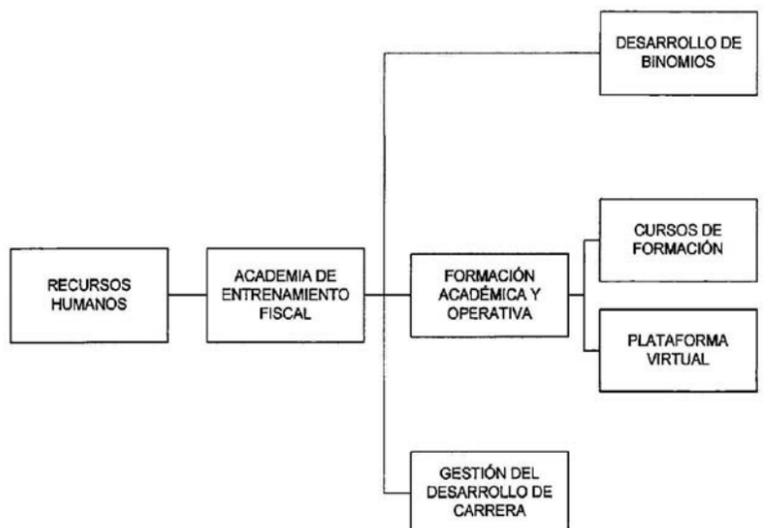 DESARROLLO DE
BINOMIOS
CURSOS DE
FORMACIÓN
RECURSOS
HUMANOS
ACADEMIA DE
ENTRENAMIENTO
FISCAL
FORMACIÓN
ACADÉMICA Y
OPERATIVA
PLATAFORMA
VIRTUAL
GESTIÓN DEL
DESARROLLO DE
CARRERA